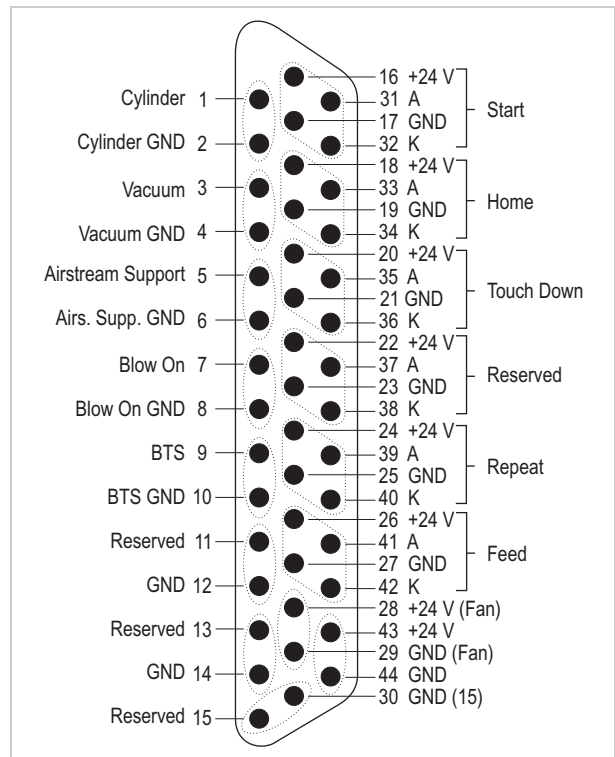 Cylinder 1
Cylinder GND 2
Vacuum 3
Vacuum GND 4
Airstream Support 5
Airs. Supp. GND 6
Blow On 7
Blow On GND 8
BTS 9
BTS GND 10
Reserved 11
GND 12
Reserved 13
GND 14
Reserved 15
16 +24 V
31 A
17 GND
32 K
Start
18 +24 V
33 A
19 GND
34 K
Home
20 +24 V
35 A
21 GND
36 K
Touch Down
22 +24 V
37 A
23 GND
38 K
Reserved
24 +24 V
39 A
25 GND
40 K
Repeat
26 +24 V
41 A
27 GND
42 K
Feed
28 +24 V (Fan)
43 +24 V
29 GND (Fan)
44 GND
30 GND (15)